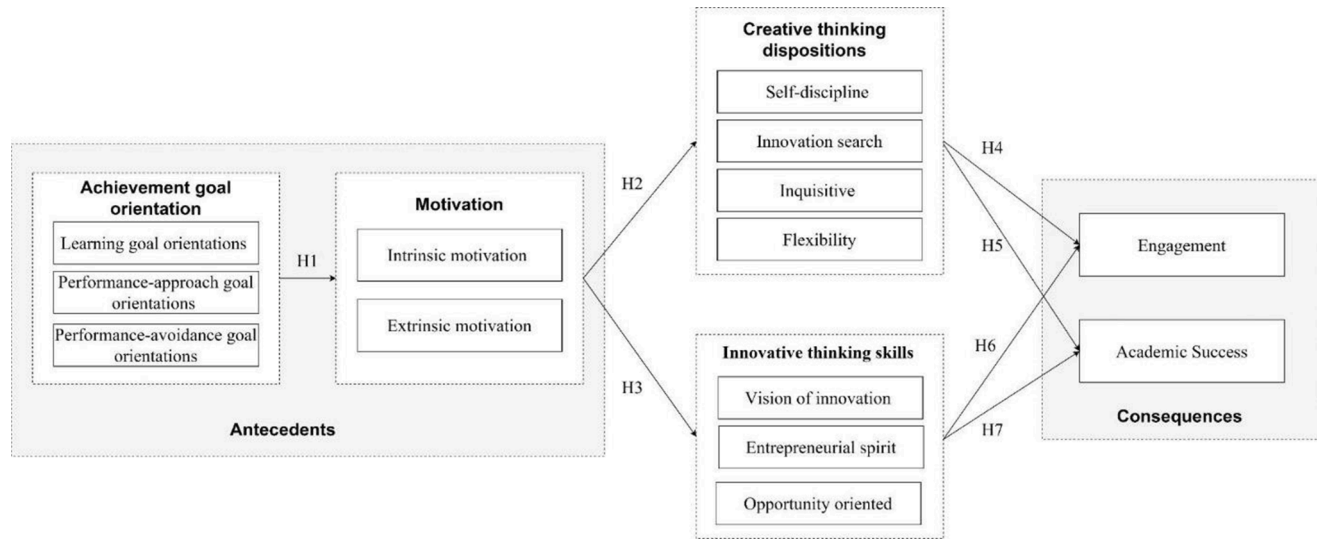 Achievement goal
orientation
Learning goal orientations
Performance-approach goal
orientations
Performance-avoidance goal
orientations
H1
Motivation
Intrinsic motivation
Extrinsic motivation
Antecedents
H2
H3
Creative thinking
dispositions
Self-discipline
Innovation search
Inquisitive
Flexibility
Innovative thinking skills
Vision of innovation
Entrepreneurial spirit
Opportunity oriented
H4
H5
H6
H7
Engagement
Academic Success
Consequences